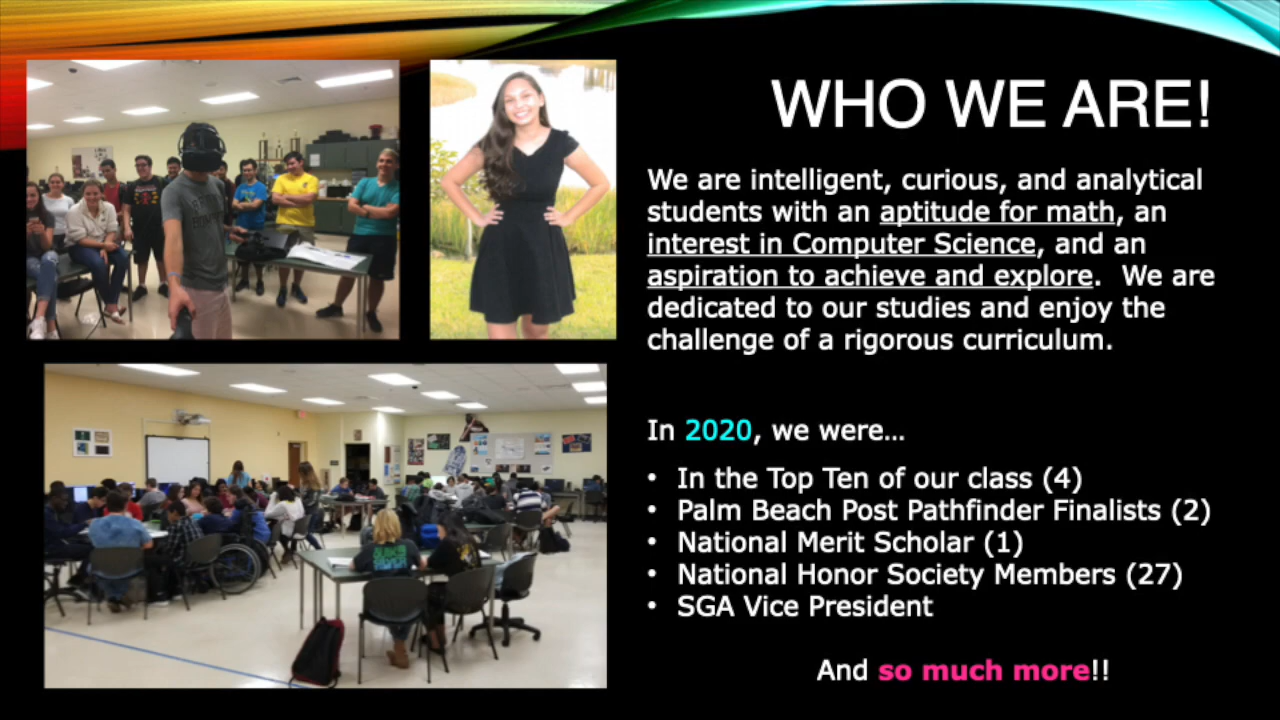 WHO WE ARE!
We are intelligent, curious, and analytical
students with an aptitude for math, an
interest in Computer Science, and an
aspiration to achieve and explore.  We are
dedicated to our studies and enjoy the
challenge of a rigorous curriculum.
In 2020, we were...
• In the Top Ten of our class (4)
• Palm Beach Post Pathfinder Finalists (2)
• National Merit Scholar (1)
• National Honor Society Members (27)
• SGA Vice President
And so much more!!